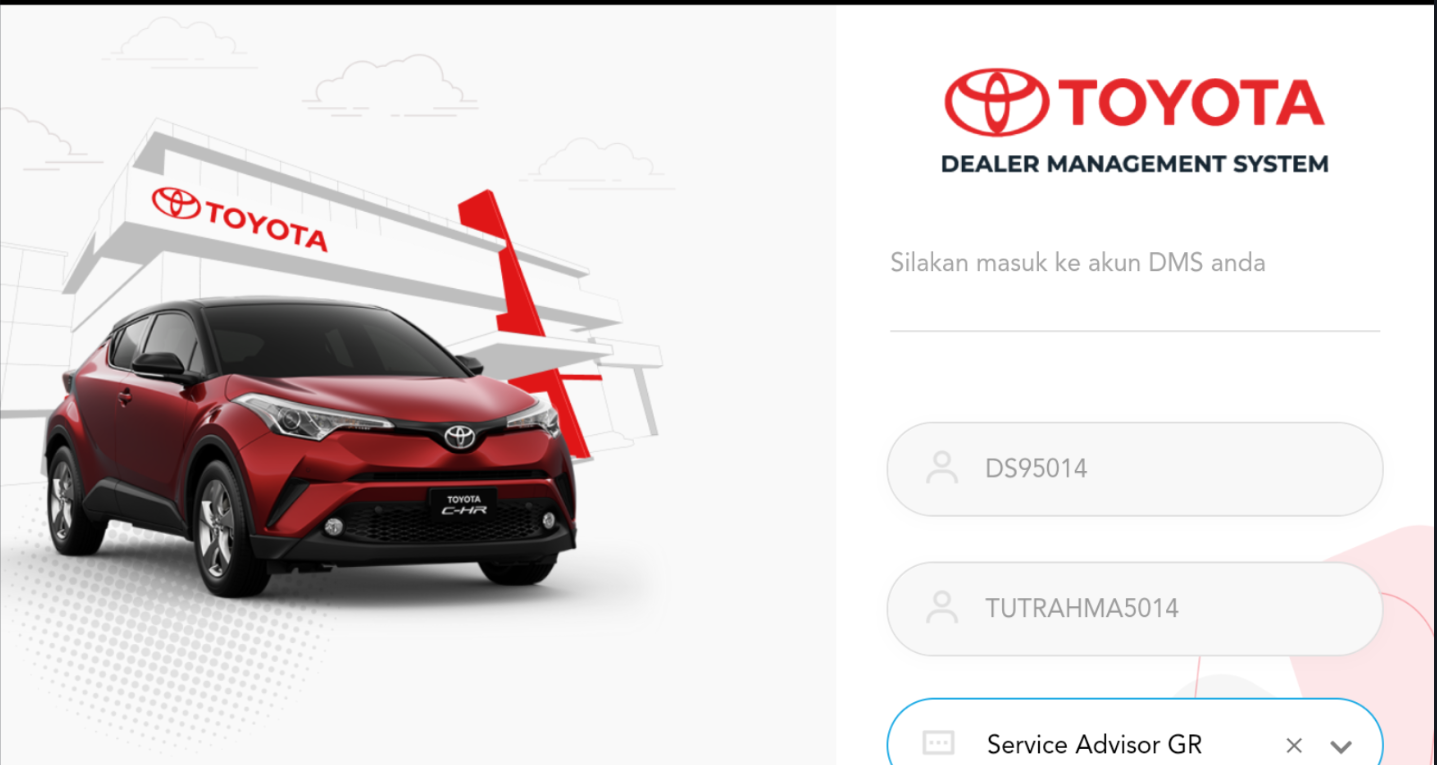 TOYOTA
TOYOTA
C-HR
TOYOTA
DEALER MANAGEMENT SYSTEM
Silakan masuk ke akun DMS anda
DS95014
TUTRAHMA5014
Service Advisor GR